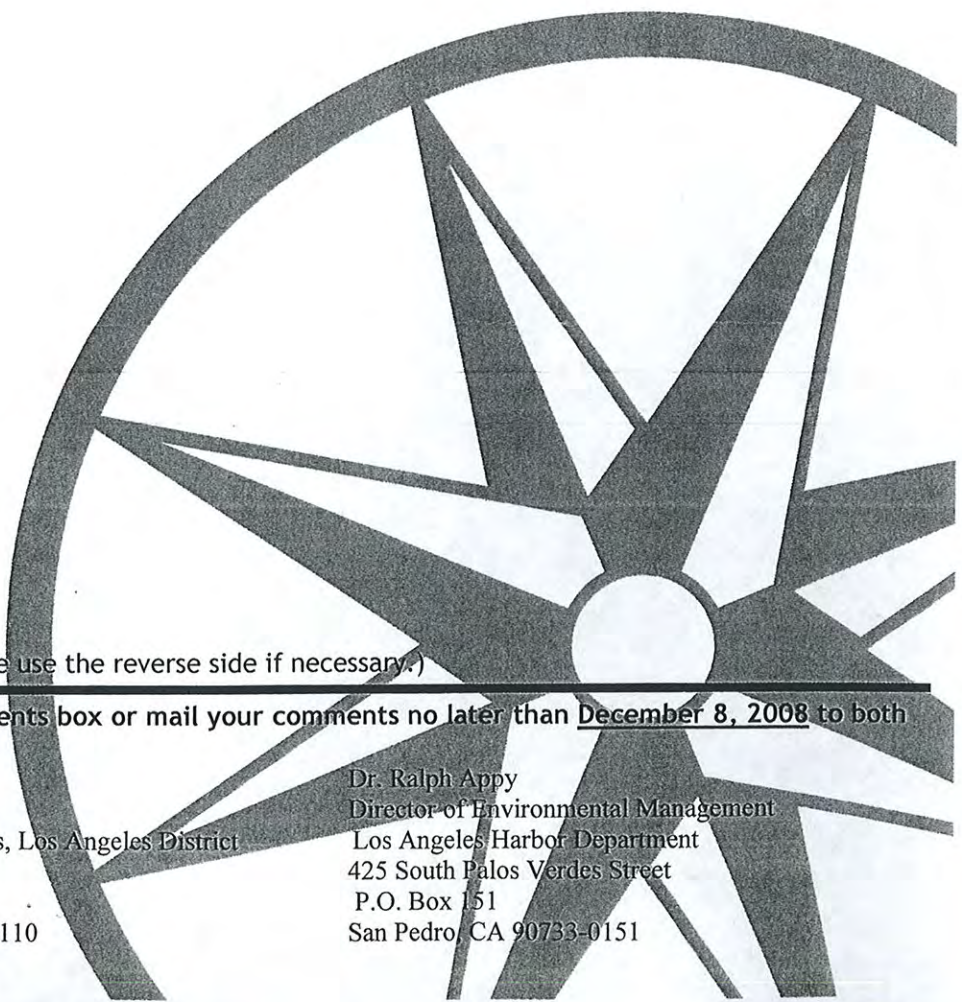 e use the reverse side if necessary.)
ents box or mail your comments no later than December 8, 2008 to both
s, Los Angeles District
110
Dr. Ralph Appy
Director of Environmental Management
Los Angeles Harbor Department
425 South Palos Verdes Street
P.O. Box 151
San Pedro, CA 90733-0151